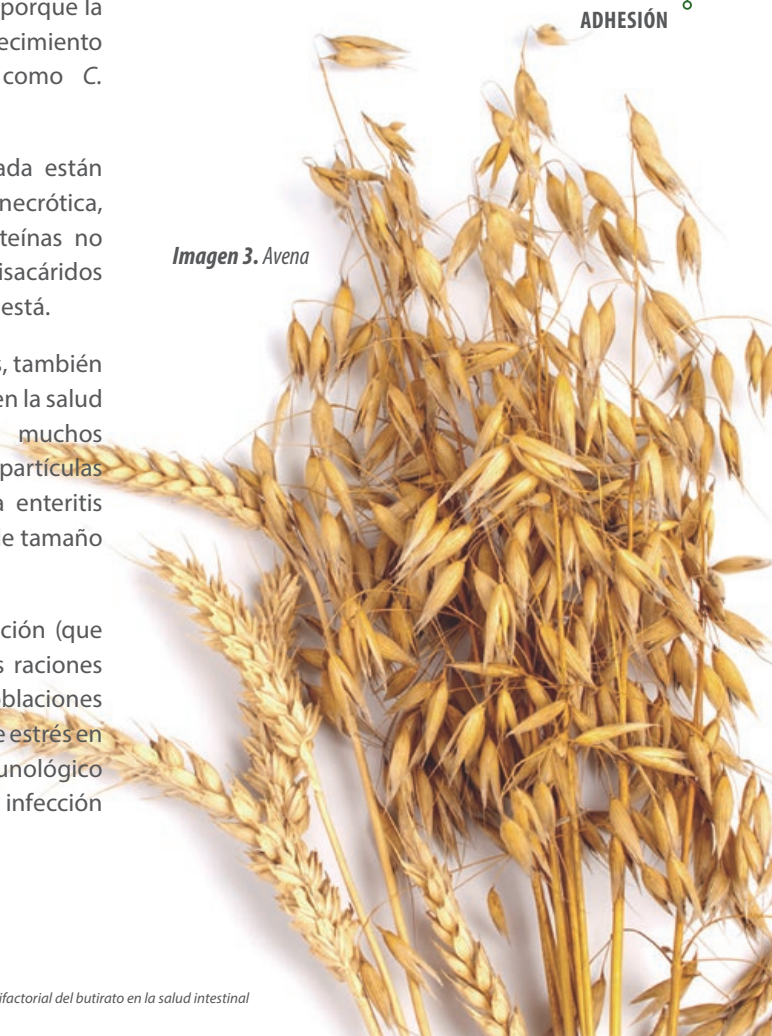 ADHESIÓN
porque la
ecimiento
como C.
ada están
necrótica,
teínas no
isacáridos
está.
Imagen 3. Avena
s, también
en la salud
muchos
partículas
a enteritis
e tamaño
ción (que
s raciones
blaciones
e estrés en
unológico
infección
ifactorial del butirato en la salud intestinal